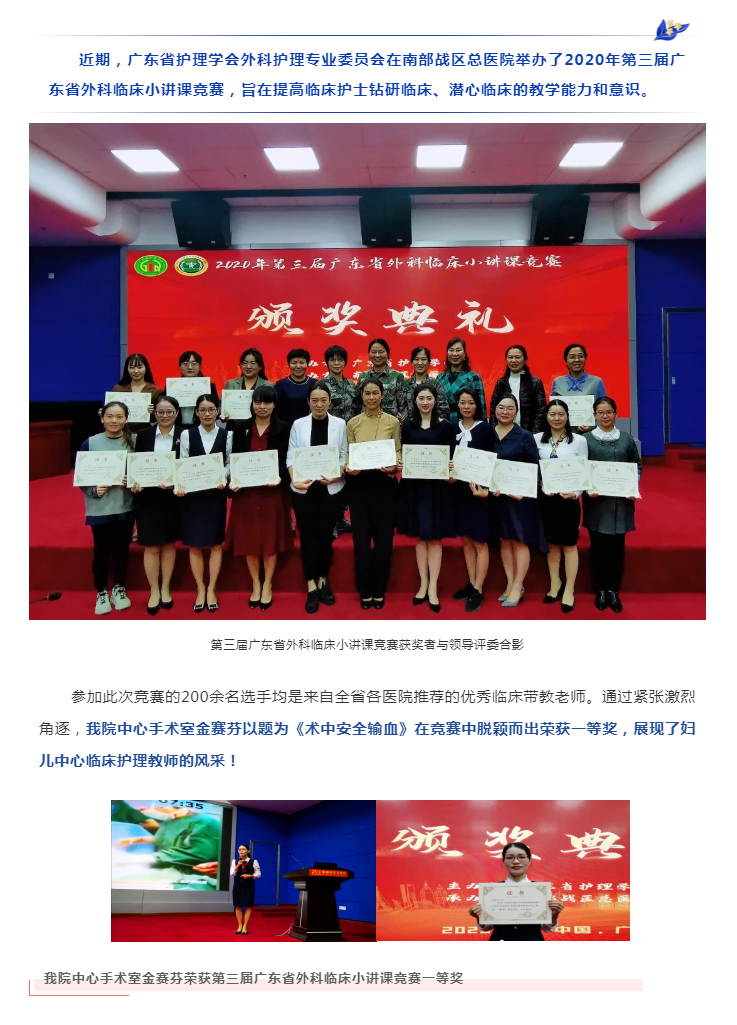 近期，广东省护理学会外科护理专业委员会在南部战区总医院举办了2020年第三届广
东省外科临床小讲课竞赛，旨在提高临床护士钻研临床、潜心临床的教学能力和意识。
2020年第三届广东省外科临床小讲课竞赛
颁奖典礼
第三届广东省外科临床小讲课竞赛获奖者与领导评委合影
参加此次竞赛的200余名选手均是来自全省各医院推荐的优秀临床带教老师。通过紧张激烈
角逐，我院中心手术室金赛芬以题为《术中安全输血》在竞赛中脱颖而出荣获一等奖，展现了妇
儿中心临床护理教师的风采！
07:35
颁奖典
我院中心手术室金赛芬荣获第三届广东省外科临床小讲课竞赛一等奖